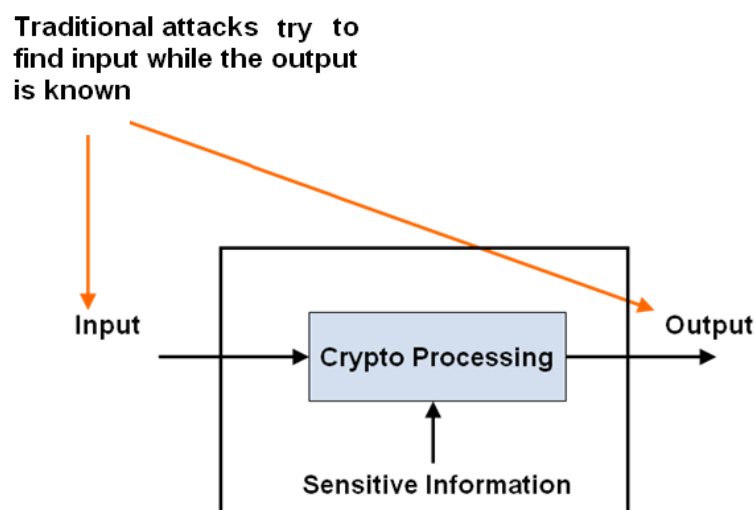 Traditional attacks try to
find input while the output
is known
Input
Output
Crypto Processing
Sensitive Information